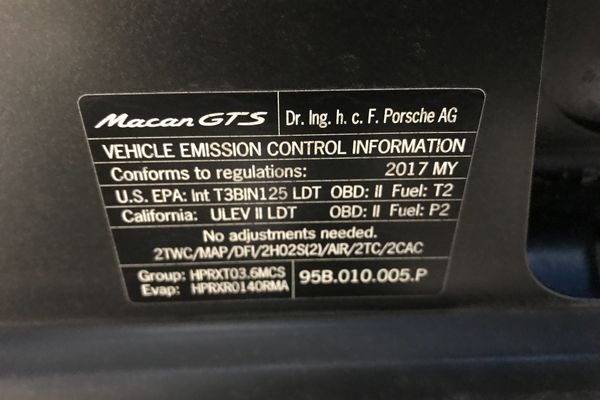 Macan GTS Dr. Ing. h. c. F. Porsche AG
VEHICLE EMISSION CONTROL INFORMATION
Conforms to regulations: 2017 MY
U.S. EPA: Int T3BIN125 LDT OBD: II Fuel: T2
California: ULEV II LDT OBD: II Fuel: P2
No adjustments needed.
2TWC/MAP/DFI/2HO2S(2)/AIR/2TC/2CAC
Group: HPRXT03.6MCS
Evap: HPRXR0140RMA
95B.010.005.P